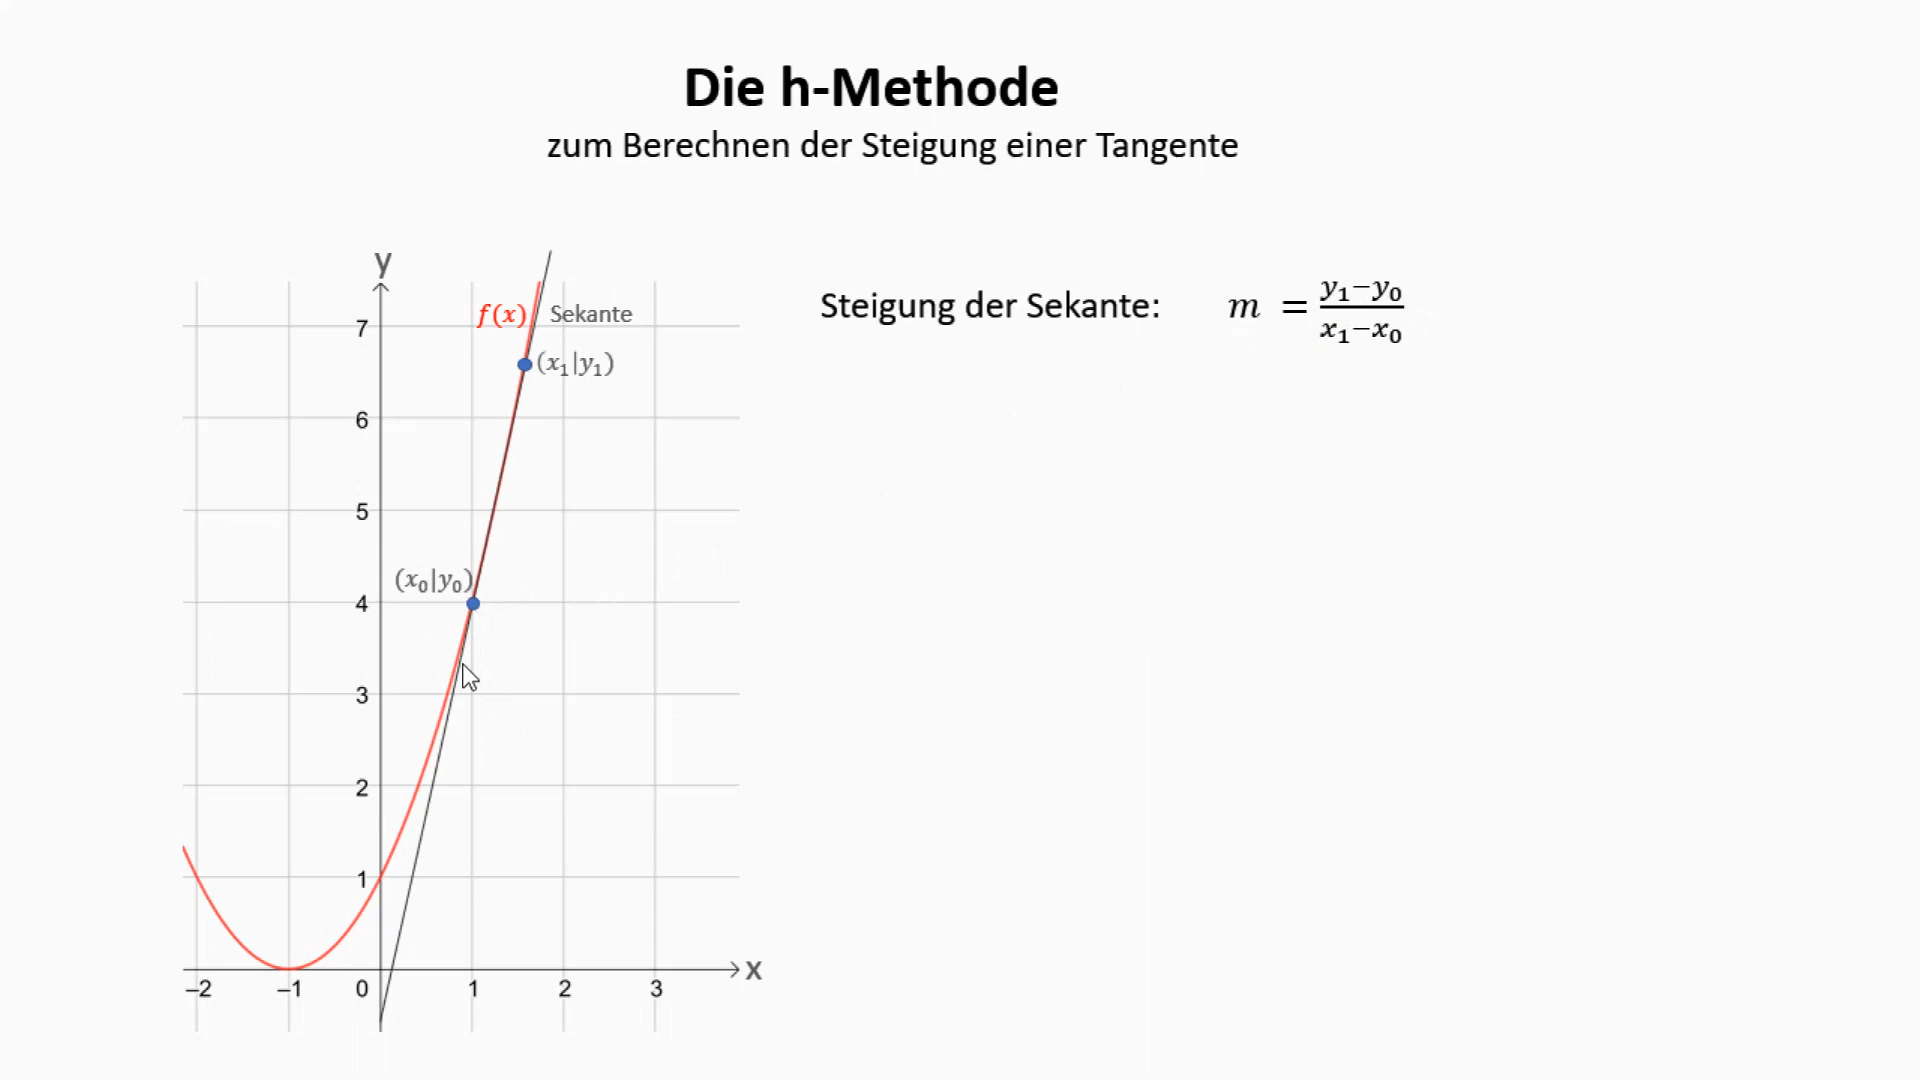 Die h-Methode
zum Berechnen der Steigung einer Tangente
y
f(x) Sekante
Steigung der Sekante: m = y₁−y₀ / x₁−x₀
7
(x₁|y₁)
6
5
(x₀|y₀)
4
3
2
1
x
–2 –1 0 1 2 3